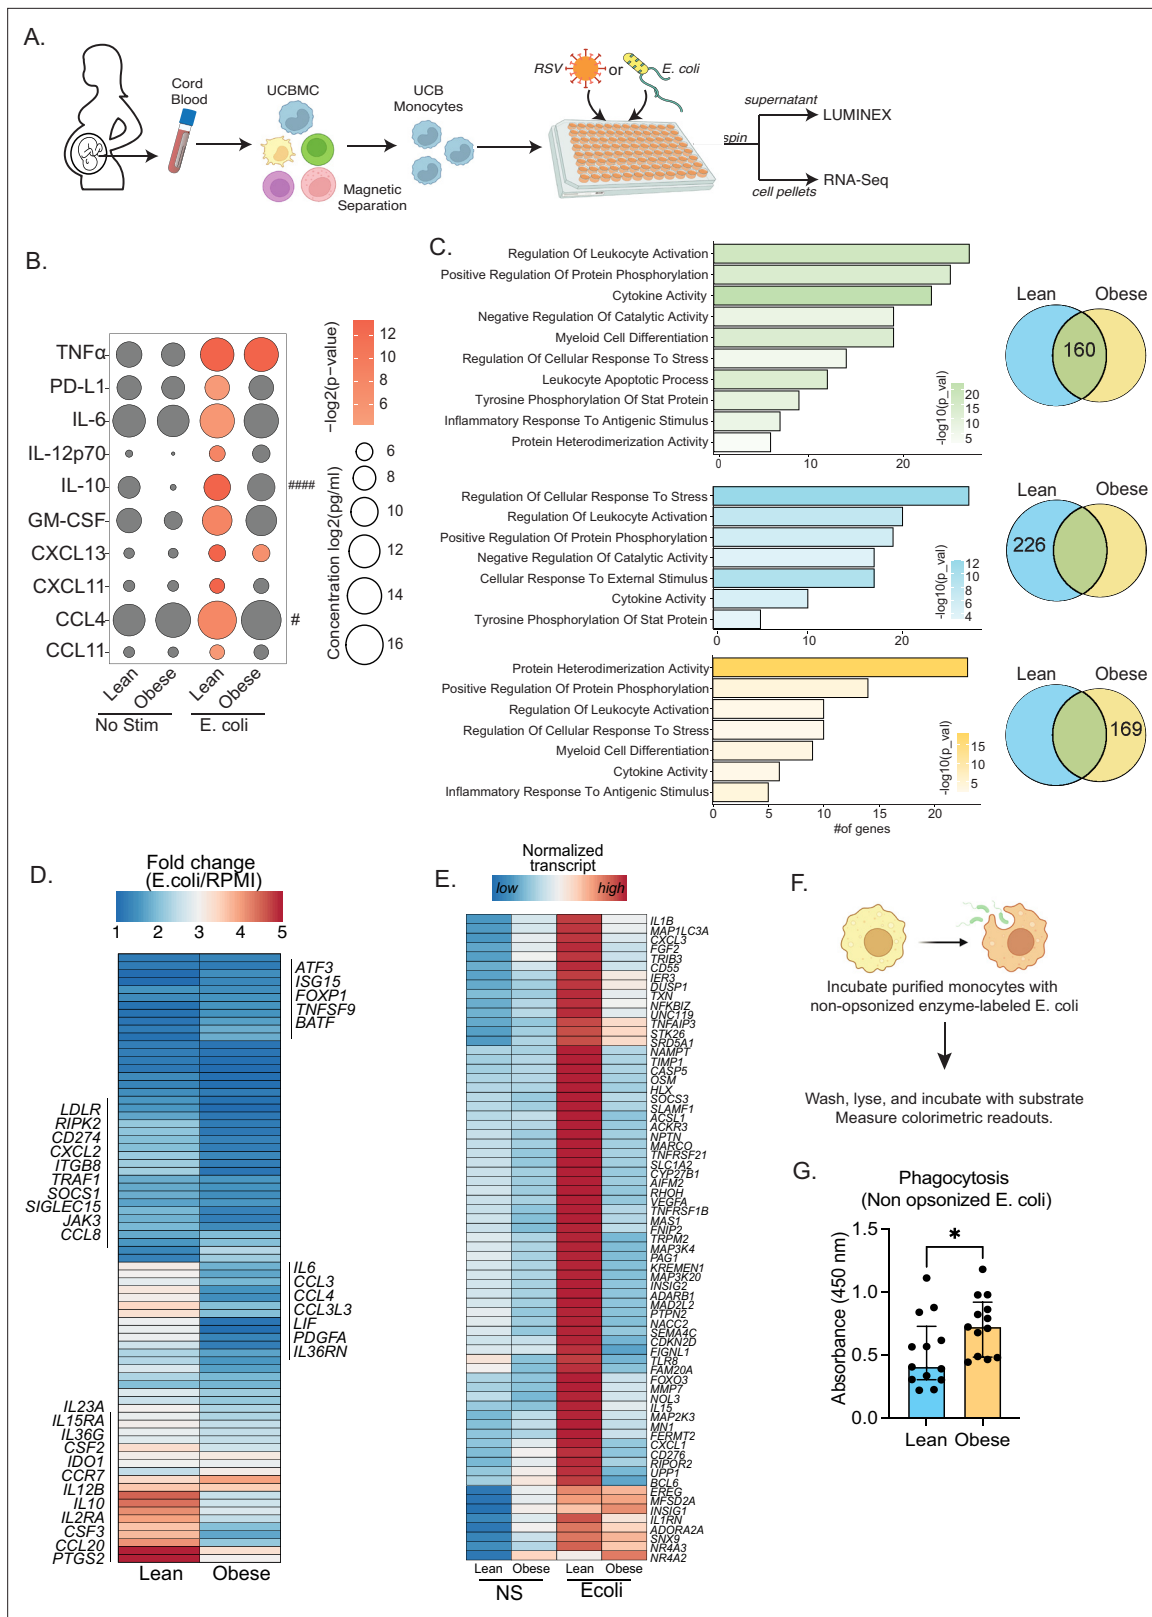 A.
Cord
Blood
UCBMC
Magnetic
Separation
UCB
Monocytes
RSV or E. coli
spin
supernatant
LUMINEX
cell pellets
RNA-Seq
B.
TNFα
PD-L1
IL-6
IL-12p70
IL-10
####
GM-CSF
CXCL13
CXCL11
CCL4
#
CCL11
Lean
Obese
Lean
Obese
No Stim
E. coli
−log2(p−value)
12
10
8
6
Concentration log2(pg/ml)
6
8
10
12
14
16
C.
Regulation Of Leukocyte Activation
Positive Regulation Of Protein Phosphorylation
Cytokine Activity
Negative Regulation Of Catalytic Activity
Myeloid Cell Differentiation
Regulation Of Cellular Response To Stress
Leukocyte Apoptotic Process
Tyrosine Phosphorylation Of Stat Protein
Inflammatory Response To Antigenic Stimulus
Protein Heterodimerization Activity
0 10 20
-log10(p_val)
20
15
10
5
Lean Obese
160
Regulation Of Cellular Response To Stress
Regulation Of Leukocyte Activation
Positive Regulation Of Protein Phosphorylation
Negative Regulation Of Catalytic Activity
Cellular Response To External Stimulus
Cytokine Activity
Tyrosine Phosphorylation Of Stat Protein
0 10 20
-log10(p_val)
12
10
8
6
4
Lean Obese
226
Protein Heterodimerization Activity
Positive Regulation Of Protein Phosphorylation
Regulation Of Leukocyte Activation
Regulation Of Cellular Response To Stress
Myeloid Cell Differentiation
Cytokine Activity
Inflammatory Response To Antigenic Stimulus
0 5 10 15 20
#of genes
-log10(p_val)
15
10
5
Lean Obese
169
D.
Fold change
(E.coli/RPMI)
1 2 3 4 5
ATF3
ISG15
FOXP1
TNFSF9
BATF
LDLR
RIPK2
CD274
CXCL2
ITGB8
TRAF1
SOCS1
SIGLEC15
JAK3
CCL8
IL6
CCL3
CCL4
CCL3L3
LIF
PDGFA
IL36RN
IL23A
IL15RA
IL36G
CSF2
IDO1
CCR7
IL12B
IL10
IL2RA
CSF3
CCL20
PTGS2
Lean Obese
E.
Normalized
transcript
low high
IL1B
MAP1LC3A
CXCL3
FGF2
TRIB3
CD55
IER3
DUSP1
TXN
NFKBIZ
UNC119
TNFAIP3
STK26
SRD5A1
NAMPT
TIMP1
CASP5
OSM
HLX
SOCS3
SLAMF1
ACSL1
ACKR3
NPTN
MARCO
TNFRSF21
SLC1A2
CYP27B1
AIFM2
RHOH
VEGFA
TNFRSF1B
MAS1
FNIP2
TRPM2
MAP3K4
PAG1
KREMEN1
MAP3K20
INSIG2
ADARB1
MAD2L2
PTPN2
NACC2
SEMA4C
CDKN2D
FIGNL1
TLR8
FAM20A
FOXO3
MMP7
NOL3
IL15
MAP2K3
MN1
FERMT2
CXCL1
CD276
RIPOR2
UPP1
BCL6
EREG
MFSD2A
INSIG1
IL1RN
ADORA2A
SNX9
NR4A3
NR4A2
Lean Obese Lean Obese
NS Ecoli
F.
Incubate purified monocytes with
non-opsonized enzyme-labeled E. coli
Wash, lyse, and incubate with substrate
Measure colorimetric readouts.
G.
Phagocytosis
(Non opsonized E. coli)
Absorbance (450 nm)
1.5
1.0
0.5
0.0
*
Lean Obese